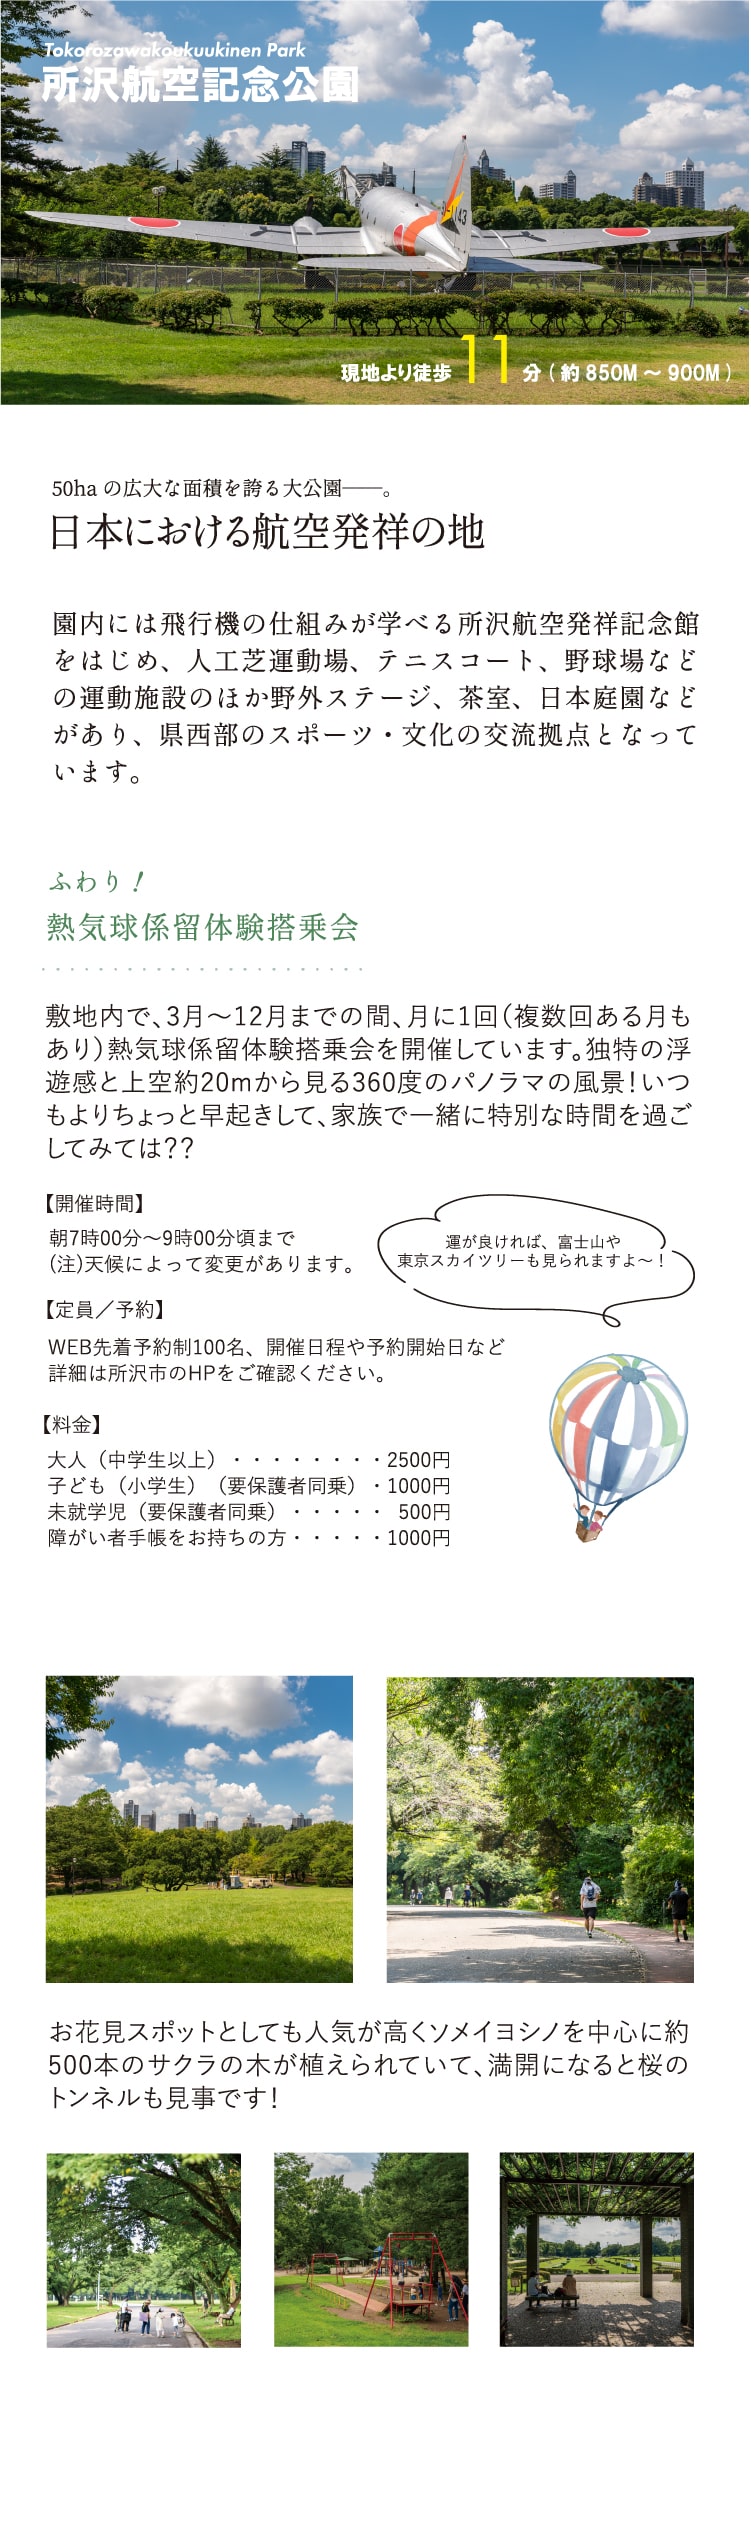 Tokorozawakoukuukinen Park
所沢航空記念公園
現地より徒歩11分(約850M〜900M)
50haの広大な面積を誇る大公園──。
日本における航空発祥の地
園内には飛行機の仕組みが学べる所沢航空発祥記念館
をはじめ、人工芝運動場、テニスコート、野球場など
の運動施設のほか野外ステージ、茶室、日本庭園など
があり、県西部のスポーツ・文化の交流拠点となって
います。
ふわり！
熱気球係留体験搭乗会
敷地内で、3月〜12月までの間、月に1回（複数回ある月も
あり）熱気球係留体験搭乗会を開催しています。独特の浮
遊感と上空約20mから見る360度のパノラマの風景！いつ
もよりちょっと早起きして、家族で一緒に特別な時間を過ご
してみては??
【開催時間】
朝7時00分〜9時00分頃まで
(注)天候によって変更があります。
運が良ければ、富士山や
東京スカイツリーも見られますよ〜！
【定員／予約】
WEB先着予約制100名、開催日程や予約開始日など
詳細は所沢市のHPをご確認ください。
【料金】
大人（中学生以上）・・・・・・・・2500円
子ども（小学生）（要保護者同乗）・1000円
未就学児（要保護者同乗）・・・・・ 500円
障がい者手帳をお持ちの方・・・・・1000円
お花見スポットとしても人気が高くソメイヨシノを中心に約
500本のサクラの木が植えられていて、満開になると桜の
トンネルも見事です！